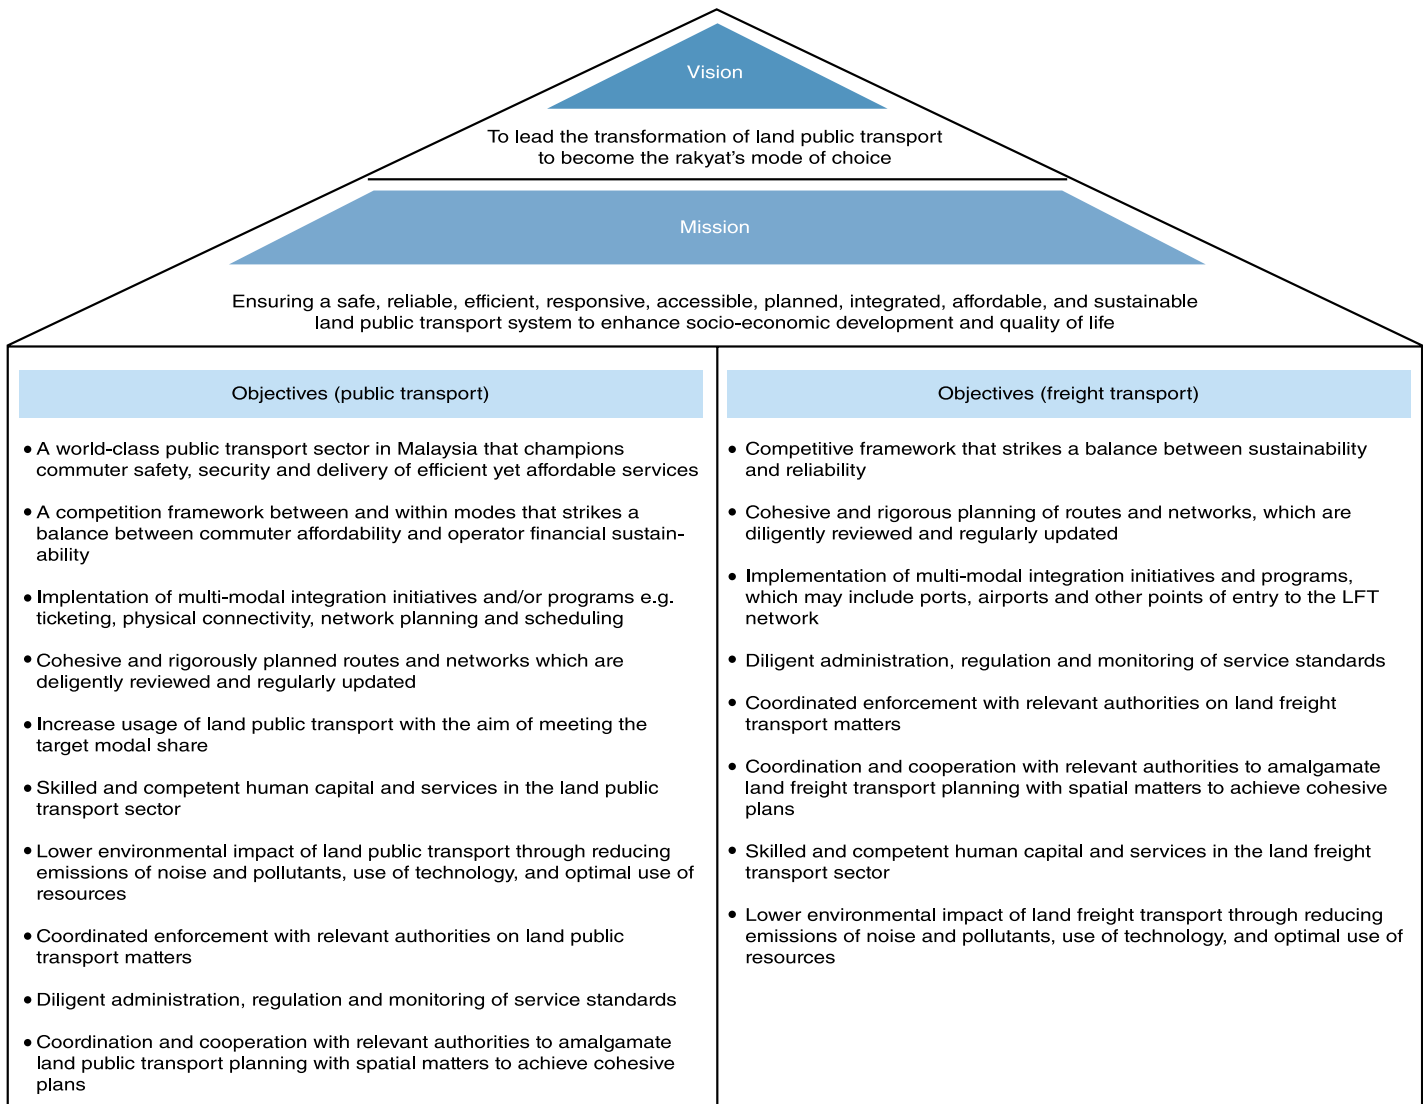 Vision
To lead the transformation of land public transport
to become the rakyat's mode of choice
Mission
Ensuring a safe, reliable, efficient, responsive, accessible, planned, integrated, affordable, and sustainable
land public transport system to enhance socio-economic development and quality of life
Objectives (public transport)
• A world-class public transport sector in Malaysia that champions
commuter safety, security and delivery of efficient yet affordable services
• A competition framework between and within modes that strikes a
balance between commuter affordability and operator financial sustain-
ability
• Implentation of multi-modal integration initiatives and/or programs e.g.
ticketing, physical connectivity, network planning and scheduling
• Cohesive and rigorously planned routes and networks which are
deligently reviewed and regularly updated
• Increase usage of land public transport with the aim of meeting the
target modal share
• Skilled and competent human capital and services in the land public
transport sector
• Lower environmental impact of land public transport through reducing
emissions of noise and pollutants, use of technology, and optimal use of
resources
• Coordinated enforcement with relevant authorities on land public
transport matters
• Diligent administration, regulation and monitoring of service standards
• Coordination and cooperation with relevant authorities to amalgamate
land public transport planning with spatial matters to achieve cohesive
plans
Objectives (freight transport)
• Competitive framework that strikes a balance between sustainability
and reliability
• Cohesive and rigorous planning of routes and networks, which are
diligently reviewed and regularly updated
• Implementation of multi-modal integration initiatives and programs,
which may include ports, airports and other points of entry to the LFT
network
• Diligent administration, regulation and monitoring of service standards
• Coordinated enforcement with relevant authorities on land freight
transport matters
• Coordination and cooperation with relevant authorities to amalgamate
land freight transport planning with spatial matters to achieve cohesive
plans
• Skilled and competent human capital and services in the land freight
transport sector
• Lower environmental impact of land freight transport through reducing
emissions of noise and pollutants, use of technology, and optimal use of
resources